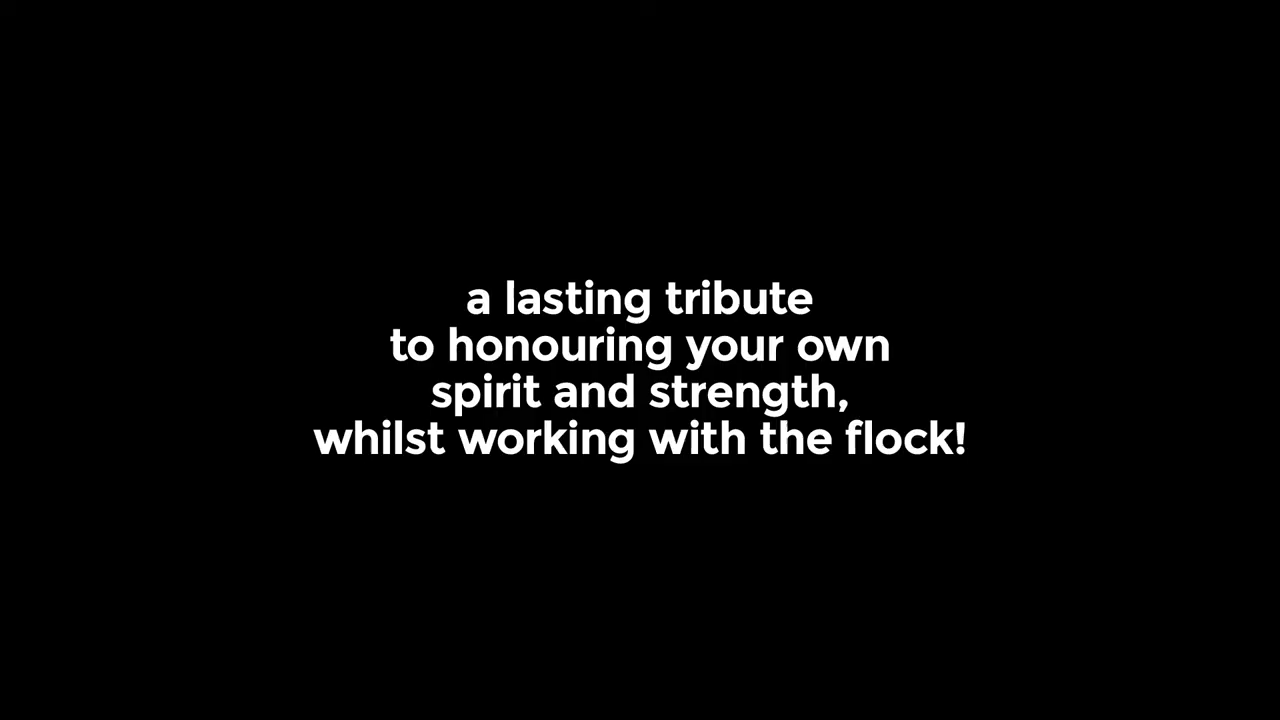 a lasting tribute
to honouring your own
spirit and strength,
whilst working with the flock!